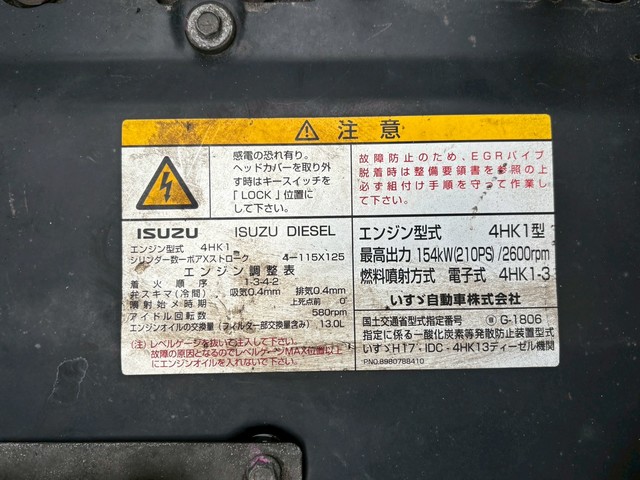 注意
感電の恐れ有り。
ヘッドカバーを取り外
す時はキースイッチを
「LOCK」位置に
して下さい。
故障防止のため、EGRパイプ
脱着時は整備要領書を参照の上
必ず組付け手順を守って作業し
て下さい。
ISUZU ISUZU DIESEL
エンジン型式 4HK1
シリンダー数ーボアXストローク 4-115X125
エンジン調整表
着火順序 1-3-4-2
弁スキマ(冷間) 吸気0.4mm 排気0.4mm
噴射始め時期 上死点前 0°
アイドル回転数 580rpm
エンジンオイルの交換量(フィルター部交換量含み) 13.0L
(注)レベルゲージを抜いて注入して下さい。
故障の原因となるのでレベルゲージMAX位置以上
にエンジンオイルを入れないで下さい。
エンジン型式 4HK1型
最高出力 154kW(210PS)/2600rpm
燃料噴射方式 電子式 4HK1-3
いすゞ自動車株式会社
国土交通省型式指定番号 G-1806
指定に係る一酸化炭素等発散防止装置型式
いすゞH17・IDC・4HK13ディーゼル機関
PNO.8980788410